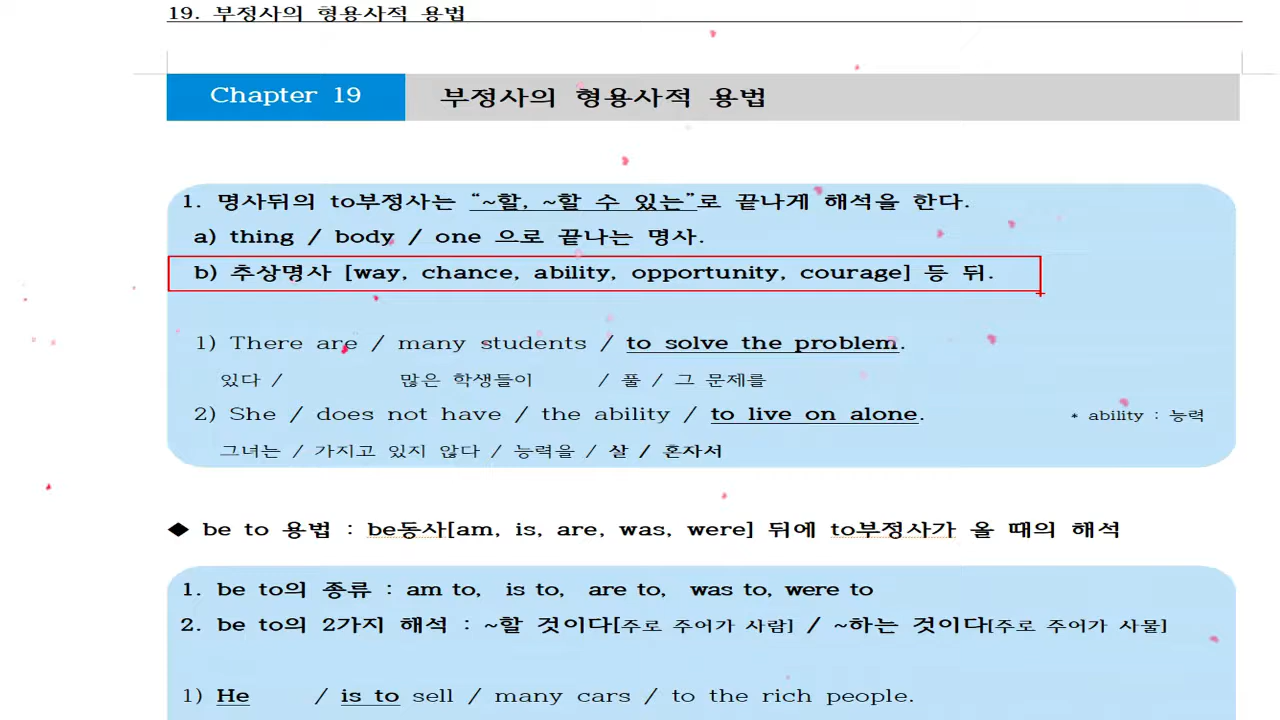 19. 부정사의 형용사적 용법
Chapter 19 부정사의 형용사적 용법
1. 명사뒤의 to부정사는 “~할, ~할 수 있는”로 끝나게 해석을 한다.
a) thing / body / one 으로 끝나는 명사.
b) 추상명사 [way, chance, ability, opportunity, courage] 등 뒤.
1) There are / many students / to solve the problem.
있다 / 많은 학생들이 / 풀 / 그 문제를
2) She / does not have / the ability / to live on alone. * ability : 능력
그녀는 / 가지고 있지 않다 / 능력을 / 살 / 혼자서
◆ be to 용법 : be동사[am, is, are, was, were] 뒤에 to부정사가 올 때의 해석
1. be to의 종류 : am to, is to, are to, was to, were to
2. be to의 2가지 해석 : ~할 것이다[주로 주어가 사람] / ~하는 것이다[주로 주어가 사물]
1) He / is to sell / many cars / to the rich people.